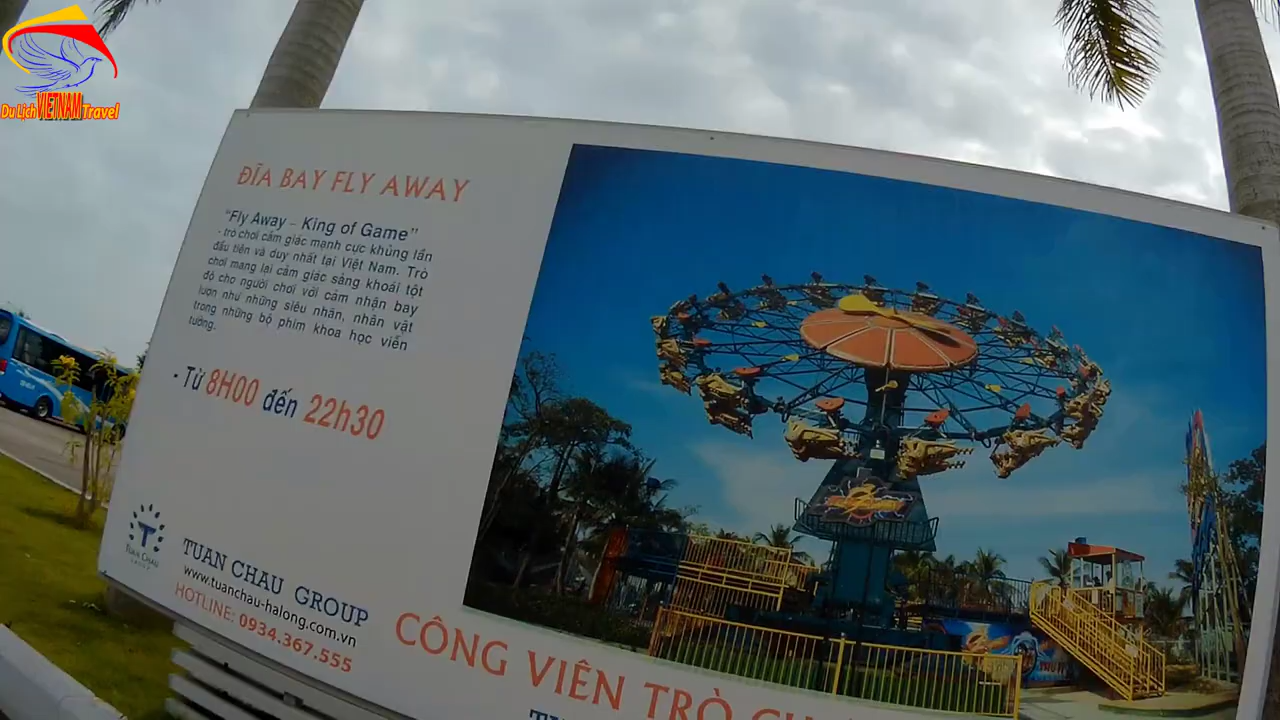 Du Lịch VIETNAM Travel
ĐĨA BAY FLY AWAY
"Fly Away – King of Game"
- trò chơi cảm giác mạnh cực khủng lần
đầu tiên và duy nhất tại Việt Nam. Trò
chơi mang lại cảm giác sảng khoái tột
độ cho người chơi với cảm nhận bay
lượn như những siêu nhân, nhân vật
trong những bộ phim khoa học viễn
tưởng.
- Từ 8H00 đến 22h30
TUAN CHAU
TUAN CHAU GROUP
www.tuanchau-halong.com.vn
HOTLINE: 0934.367.555
CÔNG VIÊN TRÒ